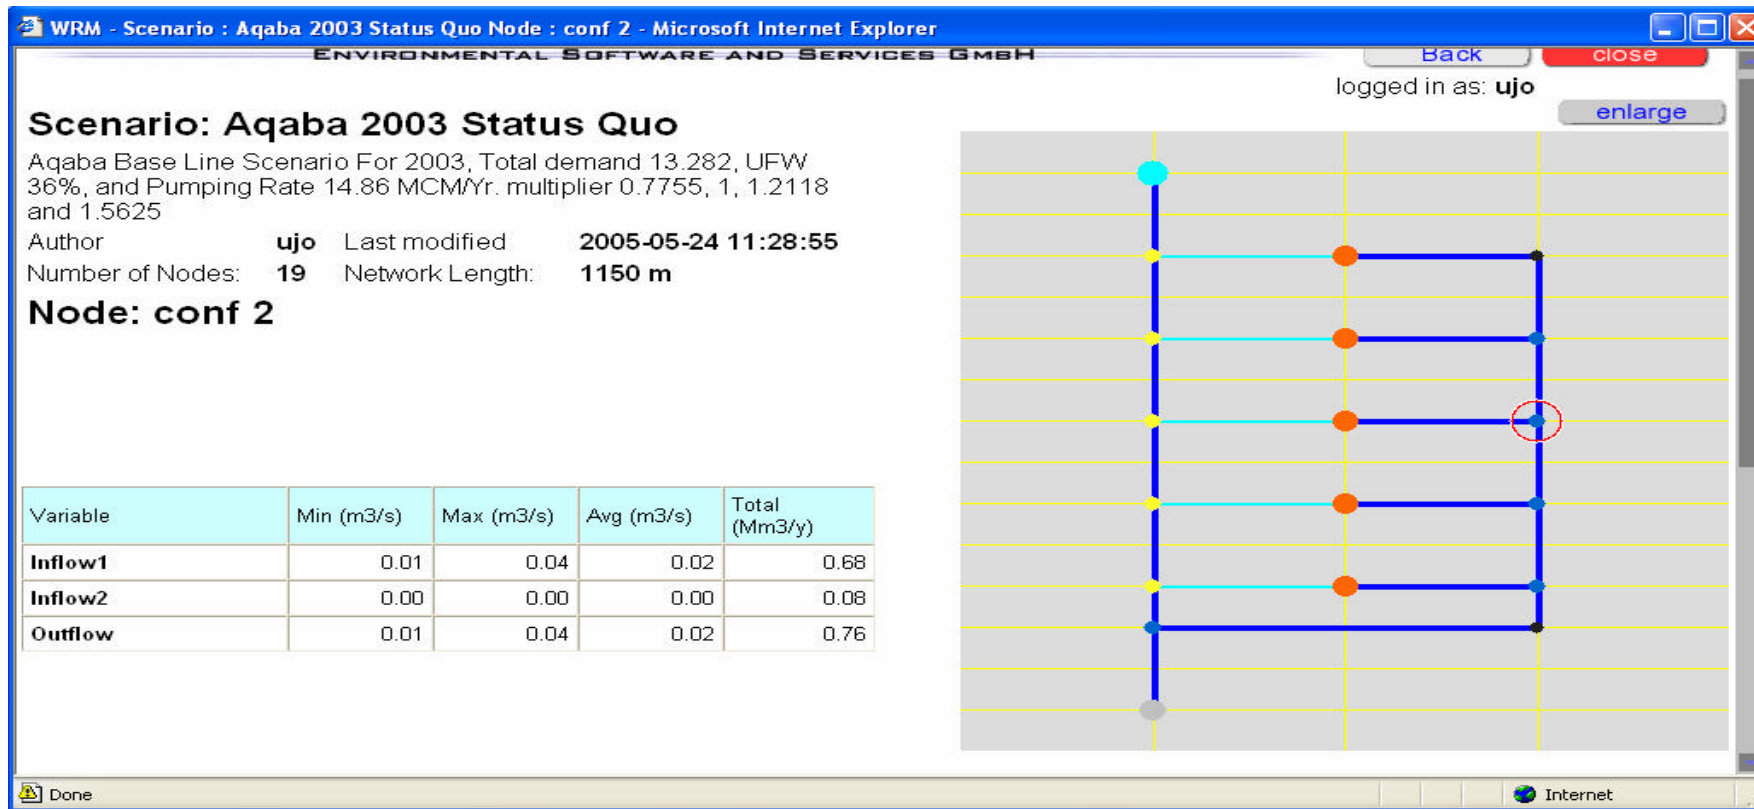 WRM - Scenario : Aqaba 2003 Status Quo Node : conf 2 - Microsoft Internet Explorer
ENVIRONMENTAL SOFTWARE AND SERVICES GMBH
Back close
logged in as: ujo
enlarge
Scenario: Aqaba 2003 Status Quo
Aqaba Base Line Scenario For 2003, Total demand 13.282, UFW
36%, and Pumping Rate 14.86 MCM/Yr. multiplier 0.7755, 1, 1.2118
and 1.5625
Author ujo Last modified 2005-05-24 11:28:55
Number of Nodes: 19 Network Length: 1150 m
Node: conf 2
Variable Min (m3/s) Max (m3/s) Avg (m3/s) Total (Mm3/y)
Inflow1 0.01 0.04 0.02 0.68
Inflow2 0.00 0.00 0.00 0.08
Outflow 0.01 0.04 0.02 0.76
Done Internet